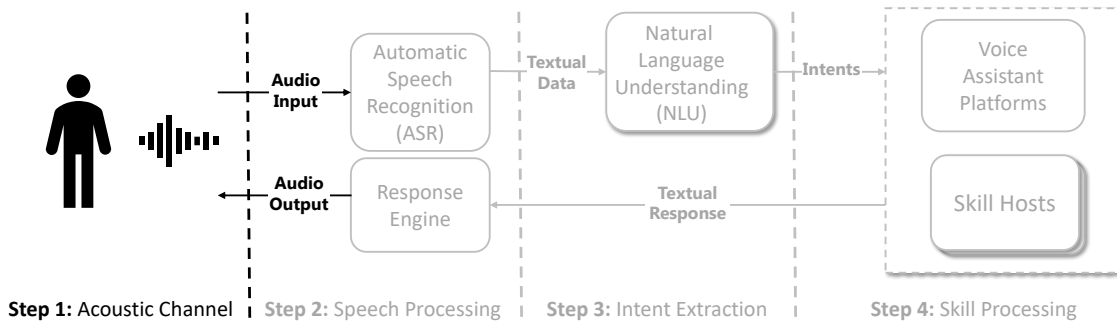 Audio
Input
Automatic
Speech
Recognition
(ASR)
Textual
Data
Natural
Language
Understanding
(NLU)
Intents
Voice
Assistant
Platforms
Audio
Output
Response
Engine
Textual
Response
Skill Hosts
Step 1: Acoustic Channel
Step 2: Speech Processing
Step 3: Intent Extraction
Step 4: Skill Processing